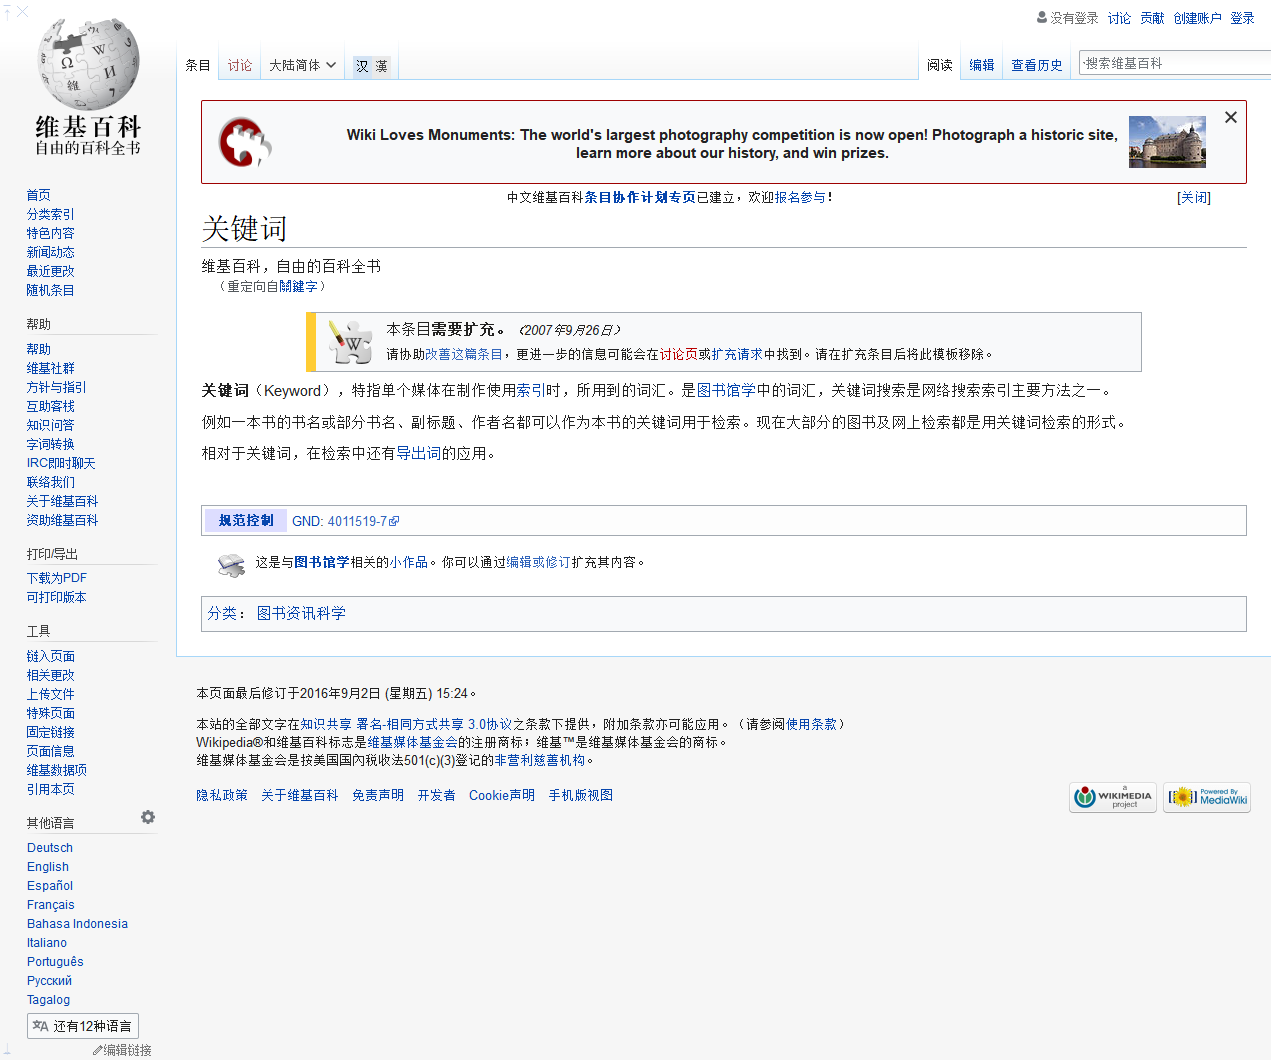 没有登录 讨论 贡献 创建账户 登录
条目 讨论 大陆简体 汉 漢 阅读 编辑 查看历史 搜索维基百科
维基百科
自由的百科全书
Wiki Loves Monuments: The world's largest photography competition is now open! Photograph a historic site,
learn more about our history, and win prizes.
中文维基百科条目协作计划专页已建立，欢迎报名参与！ [关闭]
关键词
维基百科，自由的百科全书
（重定向自關鍵字）
本条目需要扩充。（2007年9月26日）
请协助改善这篇条目，更进一步的信息可能会在讨论页或扩充请求中找到。请在扩充条目后将此模板移除。
关键词（Keyword），特指单个媒体在制作使用索引时，所用到的词汇。是图书馆学中的词汇，关键词搜索是网络搜索索引主要方法之一。
例如一本书的书名或部分书名、副标题、作者名都可以作为本书的关键词用于检索。现在大部分的图书及网上检索都是用关键词检索的形式。
相对于关键词，在检索中还有导出词的应用。
规范控制 GND: 4011519-7
这是与图书馆学相关的小作品。你可以通过编辑或修订扩充其内容。
分类： 图书资讯科学
首页
分类索引
特色内容
新闻动态
最近更改
随机条目
帮助
帮助
维基社群
方针与指引
互助客栈
知识问答
字词转换
IRC即时聊天
联络我们
关于维基百科
资助维基百科
打印/导出
下载为PDF
可打印版本
工具
链入页面
相关更改
上传文件
特殊页面
固定链接
页面信息
维基数据项
引用本页
其他语言
Deutsch
English
Español
Français
Bahasa Indonesia
Italiano
Português
Русский
Tagalog
还有12种语言
编辑链接
本页面最后修订于2016年9月2日 (星期五) 15:24。
本站的全部文字在知识共享 署名-相同方式共享 3.0协议之条款下提供，附加条款亦可能应用。（请参阅使用条款）
Wikipedia®和维基百科标志是维基媒体基金会的注册商标；维基™是维基媒体基金会的商标。
维基媒体基金会是按美国国內稅收法501(c)(3)登记的非营利慈善机构。
隐私政策 关于维基百科 免责声明 开发者 Cookie声明 手机版视图
a
WIKIMEDIA
project
Powered By
MediaWiki